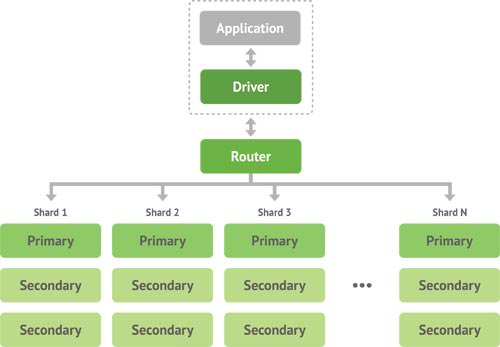 Application
Driver
Router
Shard 1 Shard 2 Shard 3 Shard N
Primary Primary Primary Primary
Secondary Secondary Secondary ••• Secondary
Secondary Secondary Secondary Secondary